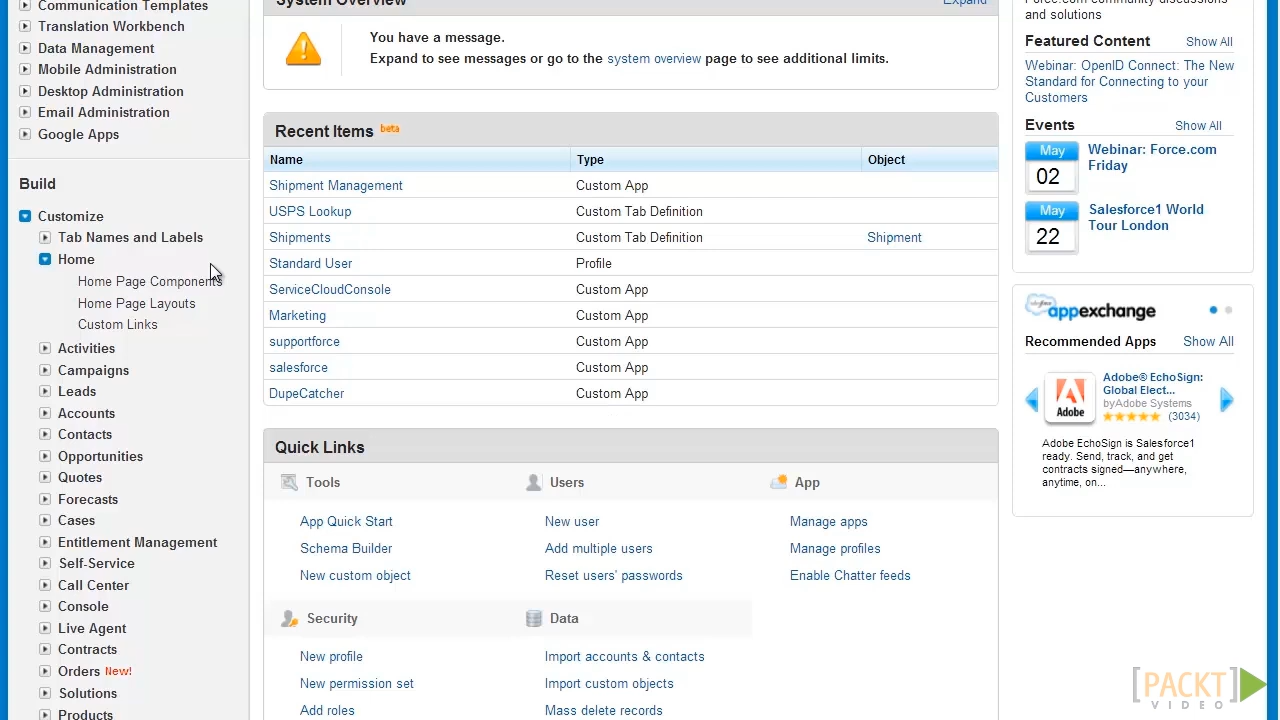 Communication Templates
Translation Workbench
Data Management
Mobile Administration
Desktop Administration
Email Administration
Google Apps
Build
Customize
Tab Names and Labels
Home
Home Page Components
Home Page Layouts
Custom Links
Activities
Campaigns
Leads
Accounts
Contacts
Opportunities
Quotes
Forecasts
Cases
Entitlement Management
Self-Service
Call Center
Console
Live Agent
Contracts
Orders New!
Solutions
Products
System Overview
Expand
You have a message.
Expand to see messages or go to the system overview page to see additional limits.
Recent Items beta
Name Type Object
Shipment Management Custom App
USPS Lookup Custom Tab Definition
Shipments Custom Tab Definition Shipment
Standard User Profile
ServiceCloudConsole Custom App
Marketing Custom App
supportforce Custom App
salesforce Custom App
DupeCatcher Custom App
Quick Links
Tools Users App
App Quick Start New user Manage apps
Schema Builder Add multiple users Manage profiles
New custom object Reset users' passwords Enable Chatter feeds
Security Data
New profile Import accounts & contacts
New permission set Import custom objects
Add roles Mass delete records
Force.com community discussions
and solutions
Featured Content Show All
Webinar: OpenID Connect: The New
Standard for Connecting to your
Customers
Events Show All
May
02
Webinar: Force.com
Friday
May
22
Salesforce1 World
Tour London
appexchange
Recommended Apps Show All
Adobe
Adobe® EchoSign:
Global Elect...
byAdobe Systems
(3034)
Adobe EchoSign is Salesforce1
ready. Send, track, and get
contracts signed—anywhere,
anytime, on...
[PACKT]
VIDEO